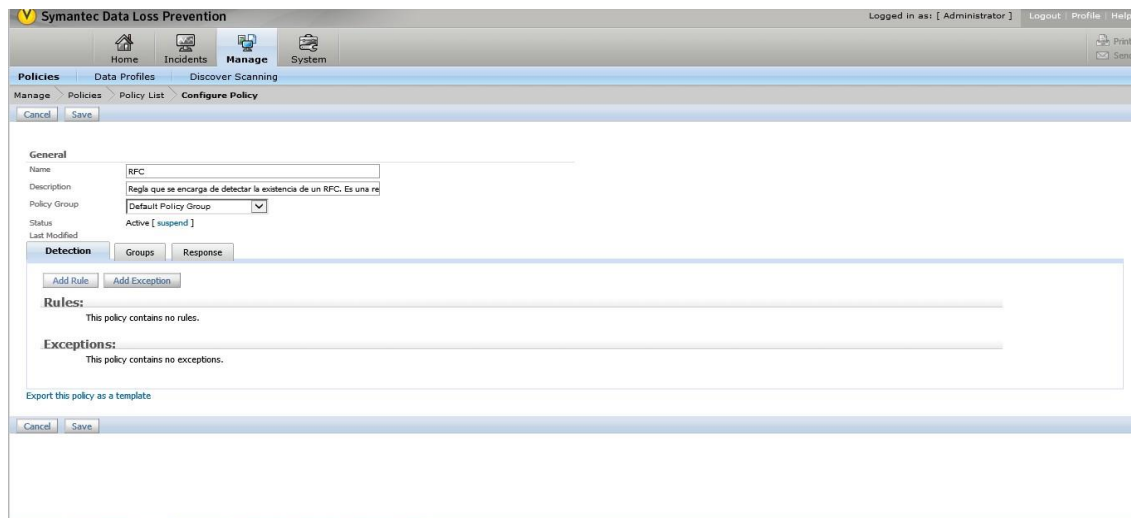 Symantec Data Loss Prevention
Logged in as: [ Administrator ] Logout Profile Help
Home Incidents Manage System
Print
Send
Policies Data Profiles Discover Scanning
Manage Policies Policy List Configure Policy
Cancel Save
General
Name RFC
Description Regla que se encarga de detectar la existencia de un RFC. Es una re
Policy Group Default Policy Group
Status Active [ suspend ]
Last Modified
Detection Groups Response
Add Rule Add Exception
Rules:
This policy contains no rules.
Exceptions:
This policy contains no exceptions.
Export this policy as a template
Cancel Save